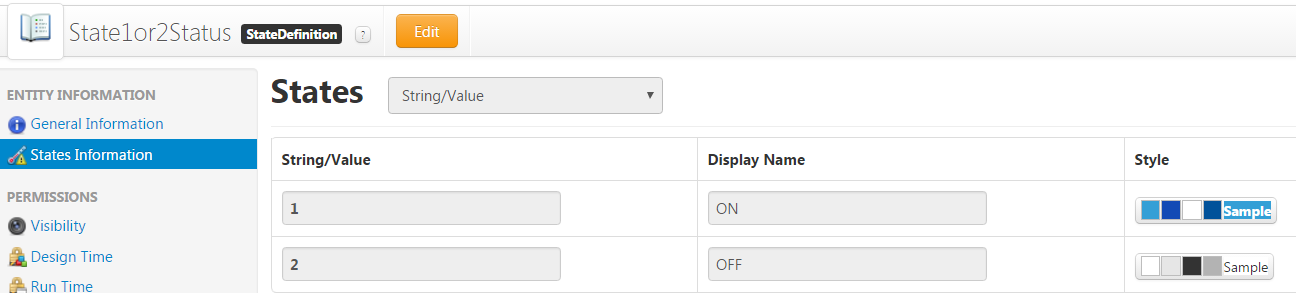 State1or2Status StateDefinition ? Edit
ENTITY INFORMATION
General Information
States Information
PERMISSIONS
Visibility
Design Time
Run Time
States String/Value
String/Value Display Name Style
1 ON Sample
2 OFF Sample